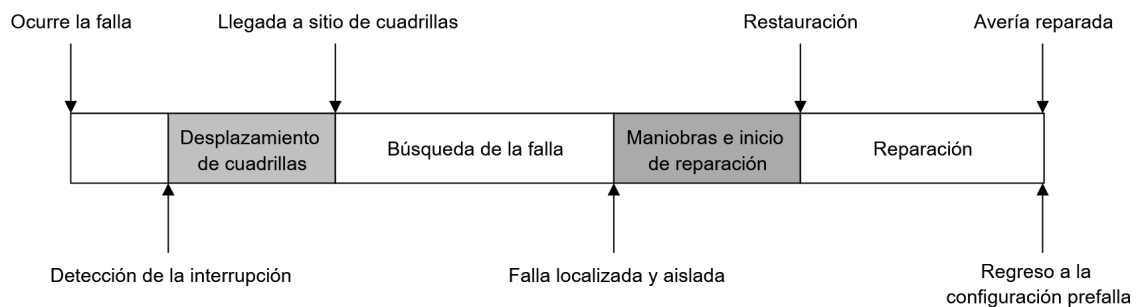 Ocurre la falla
Llegada a sitio de cuadrillas
Restauración
Avería reparada
Desplazamiento
de cuadrillas
Búsqueda de la falla
Maniobras e inicio
de reparación
Reparación
Detección de la interrupción
Falla localizada y aislada
Regreso a la
configuración prefalla